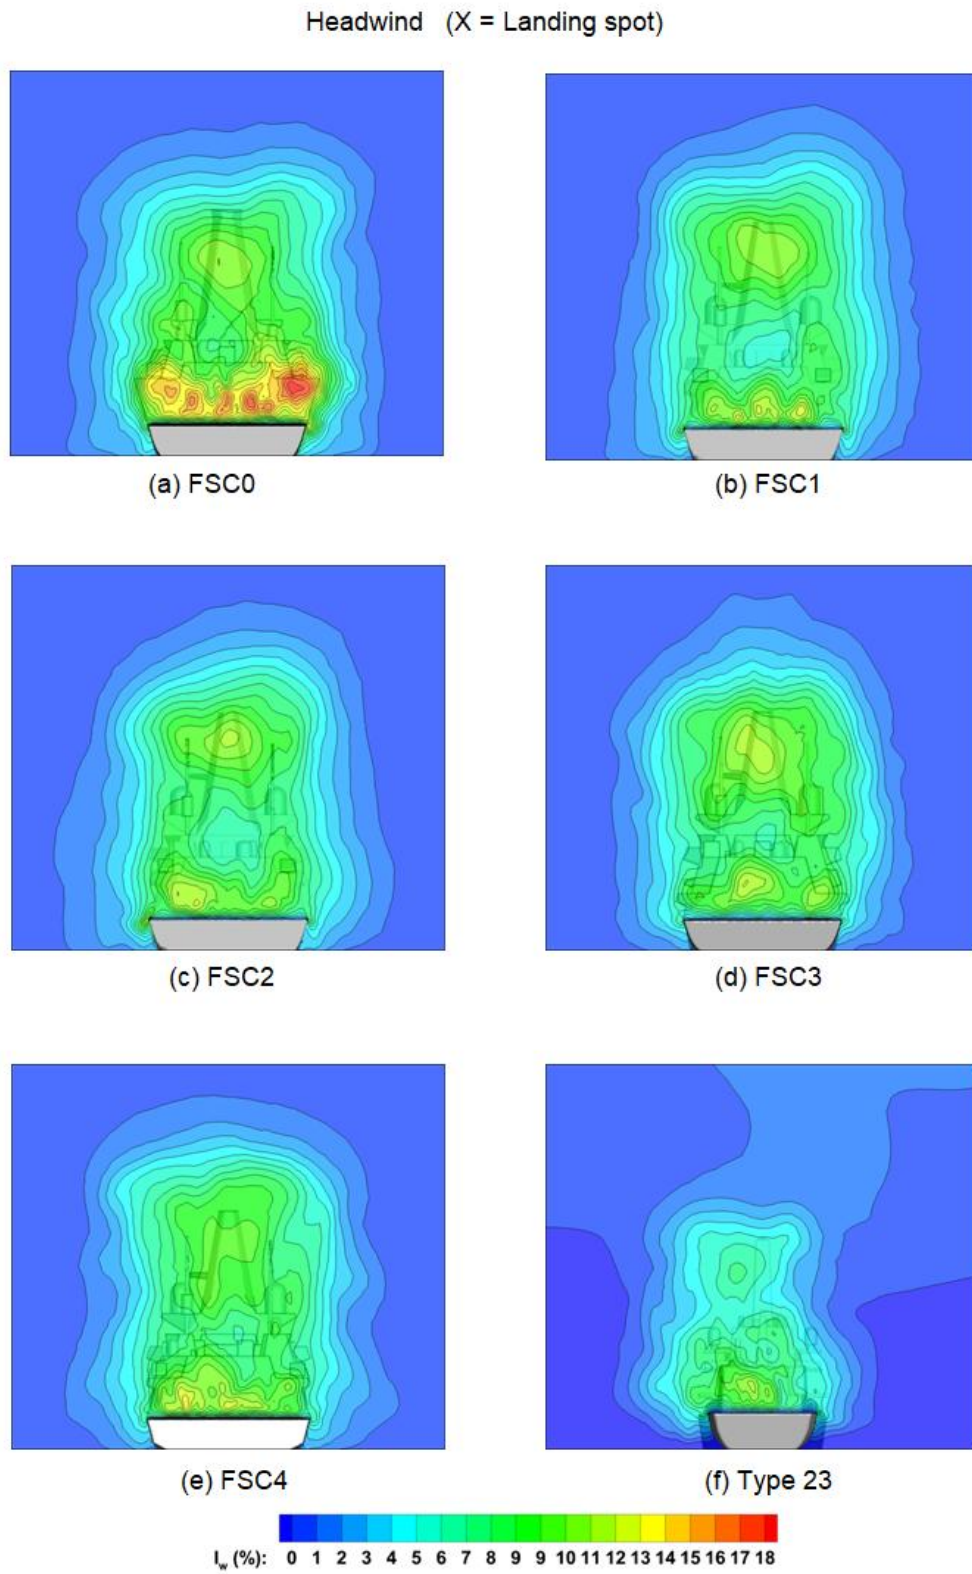 Headwind (X = Landing spot)
(a) FSC0
(b) FSC1
(c) FSC2
(d) FSC3
(e) FSC4
(f) Type 23
I_w (%): 0 1 2 3 4 5 6 7 8 9 9 10 11 12 13 14 15 16 17 18